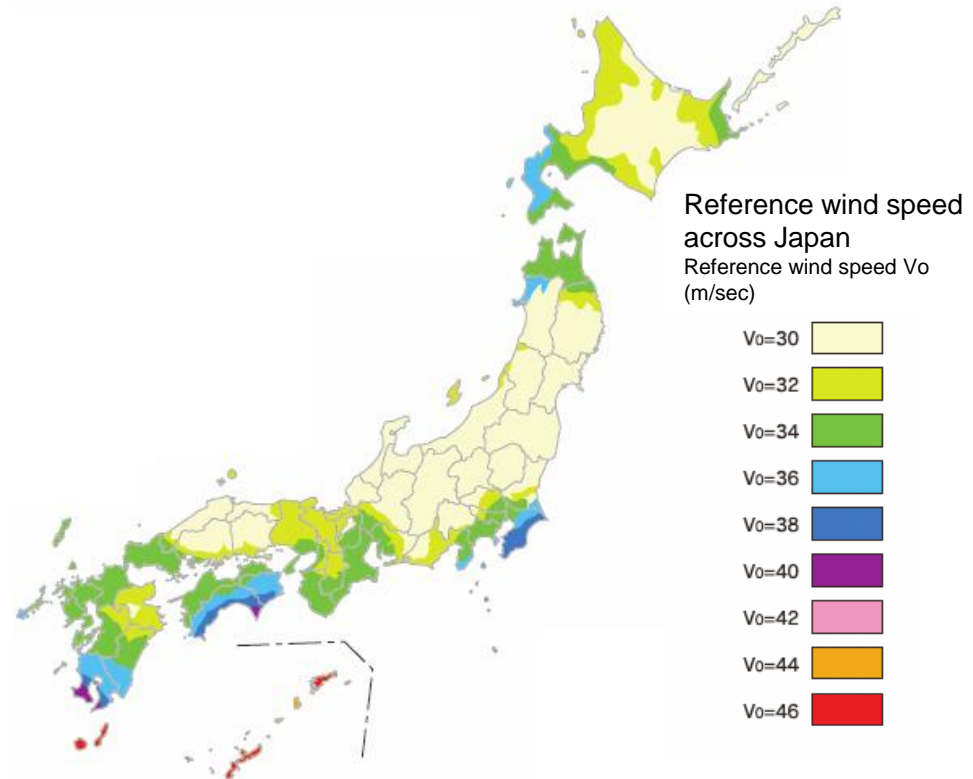 Reference wind speed
across Japan
Reference wind speed Vo
(m/sec)
V0=30
V0=32
V0=34
V0=36
V0=38
V0=40
V0=42
V0=44
V0=46